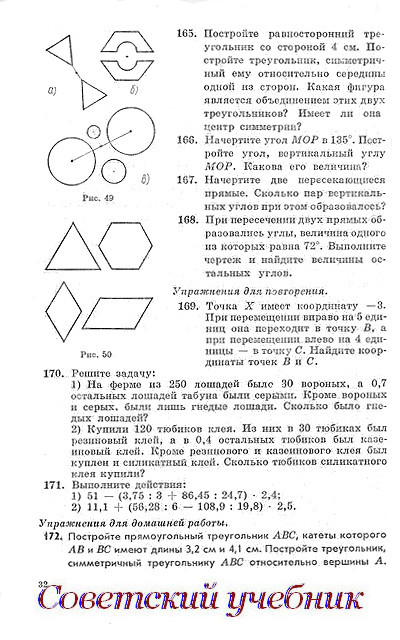 165. Постройте равносторонний тре-
угольник со стороной 4 см. По-
стройте треугольник, симметрич-
ный ему относительно середины
одной из сторон. Какая фигура
является объединением этих двух
треугольников? Имеет ли она
центр симметрии?
166. Начертите угол MOP в 135°. Пост-
ройте угол, вертикальный углу
MOP. Какова его величина?
167. Начертите две пересекающиеся
прямые. Сколько пар вертикаль-
ных углов при этом образовалось?
168. При пересечении двух прямых об-
разовались углы, величина одного
из которых равна 72°. Выполните
чертеж и найдите величины ос-
тальных углов.
а) б)
в)
Рис. 49
Рис. 50
Упражнения для повторения.
169. Точка X имеет координату —3.
При перемещении вправо на 5 еди-
ниц она переходит в точку B, а
при перемещении влево на 4 еди-
ницы — в точку C. Найдите коор-
динаты точек B и C.
170. Решите задачу:
1) На ферме из 250 лошадей было 30 вороных, а 0,7
остальных лошадей табуна были серыми. Кроме вороных
и серых, были лишь гнедые лошади. Сколько было гне-
дых лошадей?
2) Купили 120 тюбиков клея. Из них в 30 тюбиках был
резиновый клей, а в 0,4 остальных тюбиков был казе-
иновый клей. Кроме резинового и казеинового клея был
куплен и силикатный клей. Сколько тюбиков силикатного
клея купили?
171. Выполните действия:
1) 51 — (3,75 : 3 + 86,45 : 24,7) · 2,4;
2) 11,1 + (56,28 : 6 — 108,9 : 19,8) · 2,5.
Упражнения для домашней работы.
172. Постройте прямоугольный треугольник ABC, катеты которого
AB и BC имеют длины 3,2 см и 4,1 см. Постройте треугольник,
симметричный треугольнику ABC относительно вершины A.
32
Советский учебник